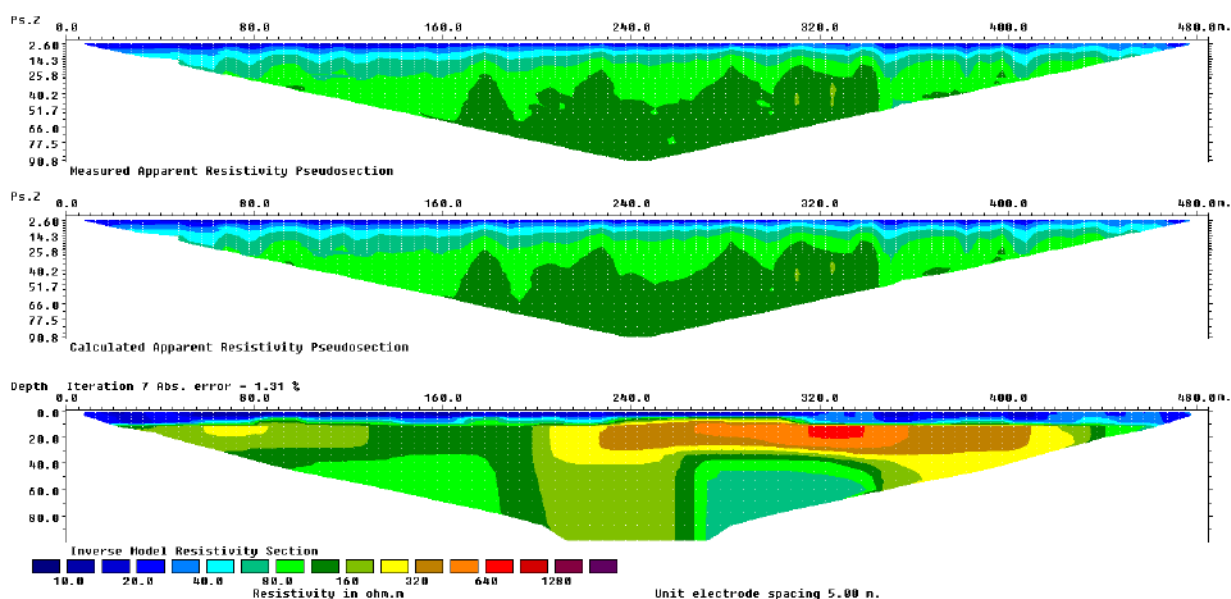 Ps.Z 0.0 80.0 160.0 240.0 320.0 400.0 480.0 m.
2.60
14.3
25.8
40.2
51.7
66.0
77.5
90.8
Measured Apparent Resistivity Pseudosection
Ps.Z 0.0 80.0 160.0 240.0 320.0 400.0 480.0 m.
2.60
14.3
25.8
40.2
51.7
66.0
77.5
90.8
Calculated Apparent Resistivity Pseudosection
Depth Iteration 7 Abs. error = 1.31 %
0.0 80.0 160.0 240.0 320.0 400.0 480.0 m.
0.0
20.0
40.0
60.0
80.0
Inverse Model Resistivity Section
10.0 20.0 40.0 80.0 160 320 640 1280
Resistivity in ohm.m Unit electrode spacing 5.00 m.